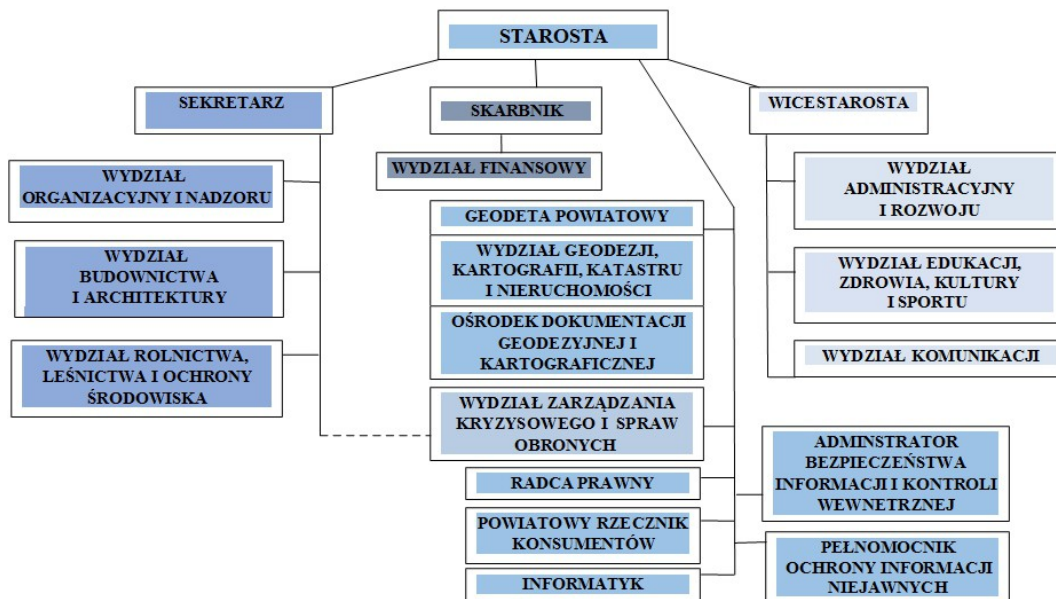 STAROSTA
SEKRETARZ
SKARBNIK
WICESTAROSTA
WYDZIAŁ FINANSOWY
WYDZIAŁ
ORGANIZACYJNY I NADZORU
WYDZIAŁ
BUDOWNICTWA
I ARCHITEKTURY
WYDZIAŁ ROLNICTWA,
LEŚNICTWA I OCHRONY
ŚRODOWISKA
GEODETA POWIATOWY
WYDZIAŁ GEODEZJI,
KARTOGRAFII, KATASTRU
I NIERUCHOMOŚCI
OŚRODEK DOKUMENTACJI
GEODEZYJNEJ I
KARTOGRAFICZNEJ
WYDZIAŁ ZARZĄDZANIA
KRYZYSOWEGO I SPRAW
OBRONYCH
RADCA PRAWNY
POWIATOWY RZECZNIK
KONSUMENTÓW
INFORMATYK
WYDZIAŁ
ADMINISTRACYJNY
I ROZWOJU
WYDZIAŁ EDUKACJI,
ZDROWIA, KULTURY
I SPORTU
WYDZIAŁ KOMUNIKACJI
ADMINSTRATOR
BEZPIECZEŃSTWA
INFORMACJI I KONTROLI
WEWNETRZNEJ
PEŁNOMOCNIK
OCHRONY INFORMACJI
NIEJAWNYCH